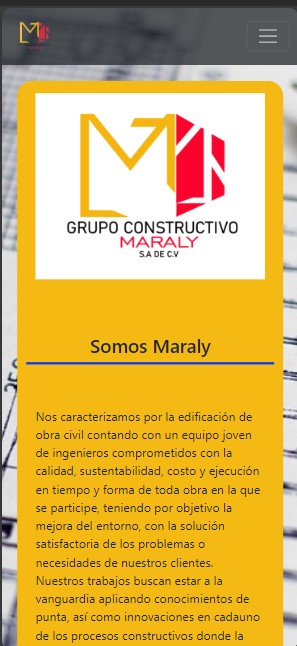 GRUPO CONSTRUCTIVO
MARALY
S.A DE C.V
Somos Maraly
Nos caracterizamos por la edificación de
obra civil contando con un equipo joven
de ingenieros comprometidos con la
calidad, sustentabilidad, costo y ejecución
en tiempo y forma de toda obra en la que
se participe, teniendo por objetivo la
mejora del entorno, con la solución
satisfactoria de los problemas o
necesidades de nuestros clientes.
Nuestros trabajos buscan estar a la
vanguardia aplicando conocimientos de
punta, así como innovaciones en cadauno
de los procesos constructivos donde la